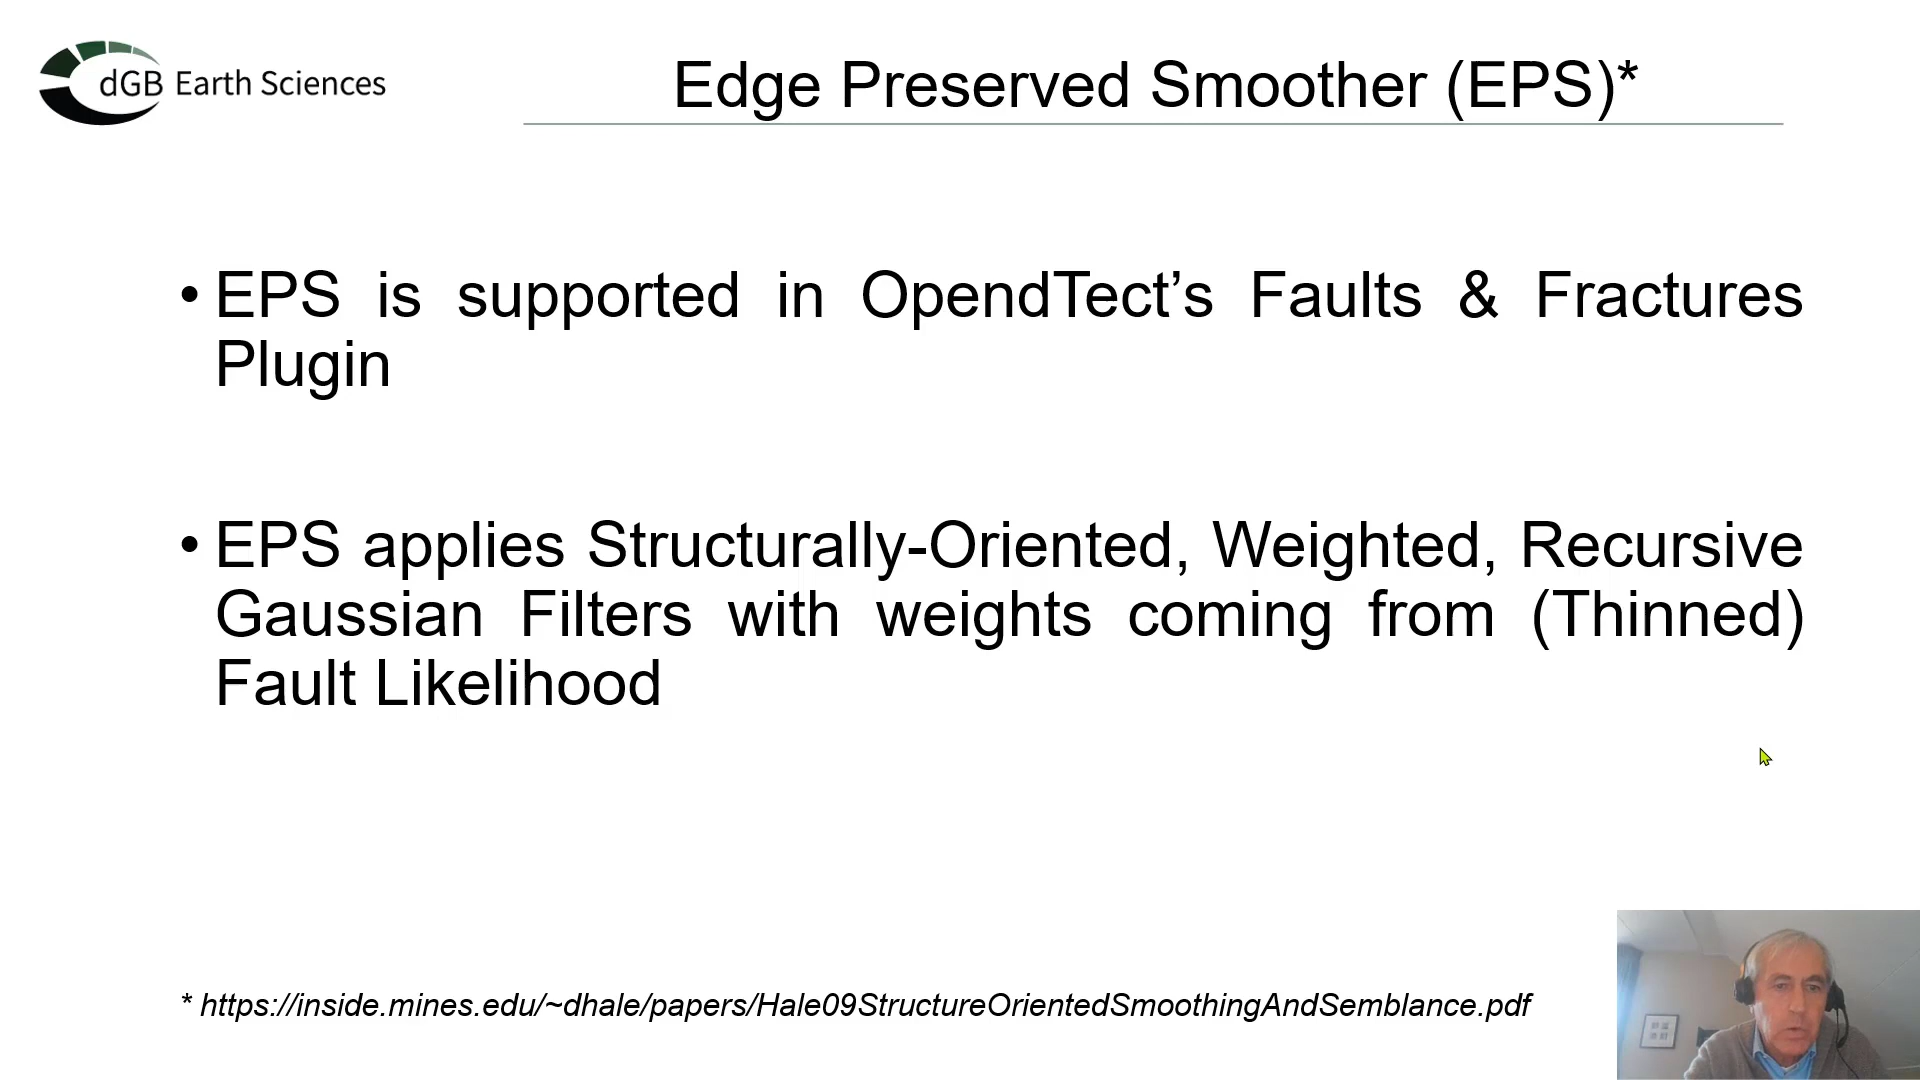 dGB Earth Sciences
Edge Preserved Smoother (EPS)*
• EPS is supported in OpendTect’s Faults & Fractures
Plugin
• EPS applies Structurally-Oriented, Weighted, Recursive
Gaussian Filters with weights coming from (Thinned)
Fault Likelihood
* https://inside.mines.edu/~dhale/papers/Hale09StructureOrientedSmoothingAndSemblance.pdf